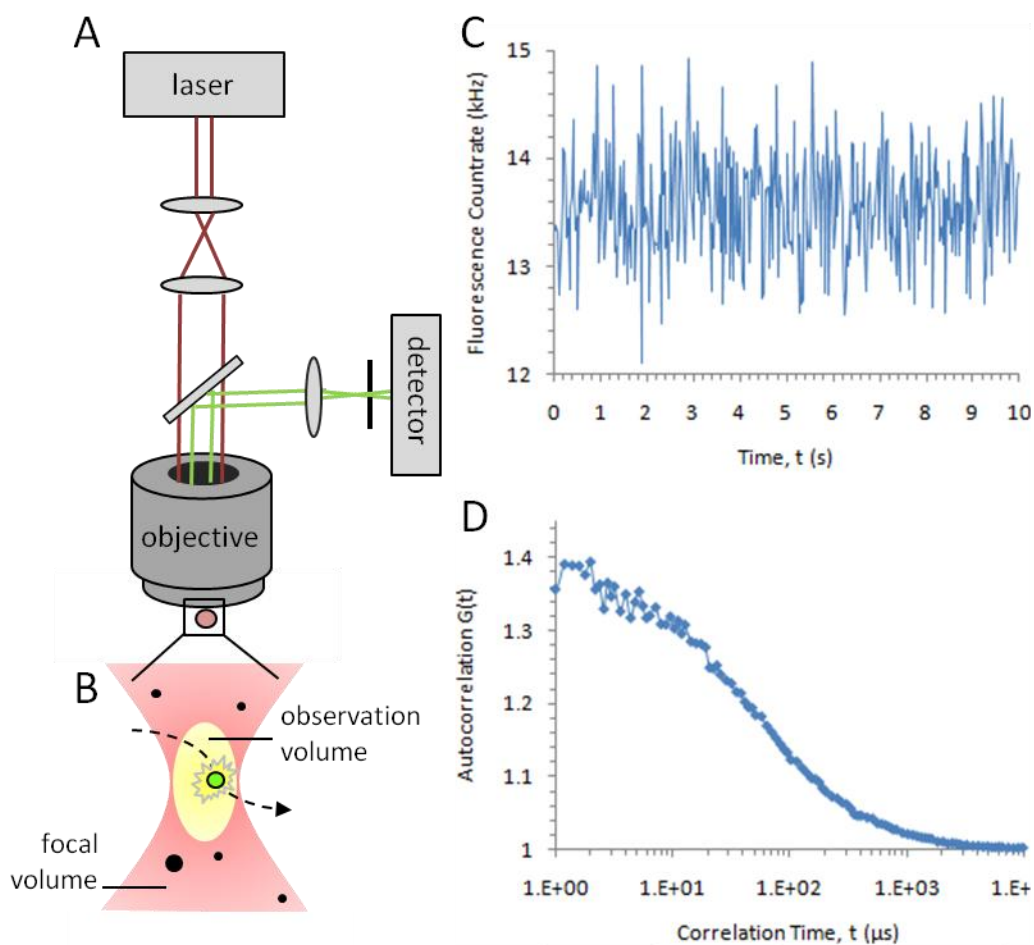 A
laser
detector
objective
B
observation
volume
focal
volume
C
Fluorescence Countrate (kHz)
15
14
13
12
0 1 2 3 4 5 6 7 8 9 10
Time, t (s)
D
Autocorrelation G(t)
1.4
1.3
1.2
1.1
1
1.E+00 1.E+01 1.E+02 1.E+03 1.E+
Correlation Time, t (μs)